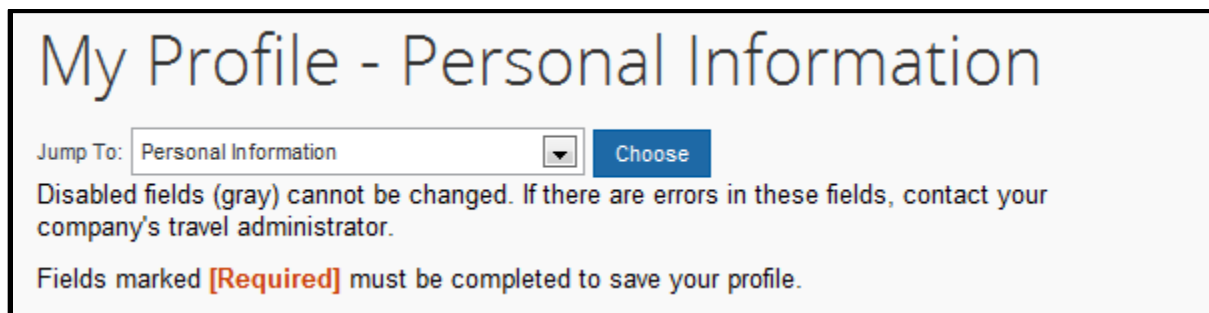 My Profile - Personal Information
Jump To: Personal Information Choose
Disabled fields (gray) cannot be changed. If there are errors in these fields, contact your
company's travel administrator.
Fields marked [Required] must be completed to save your profile.